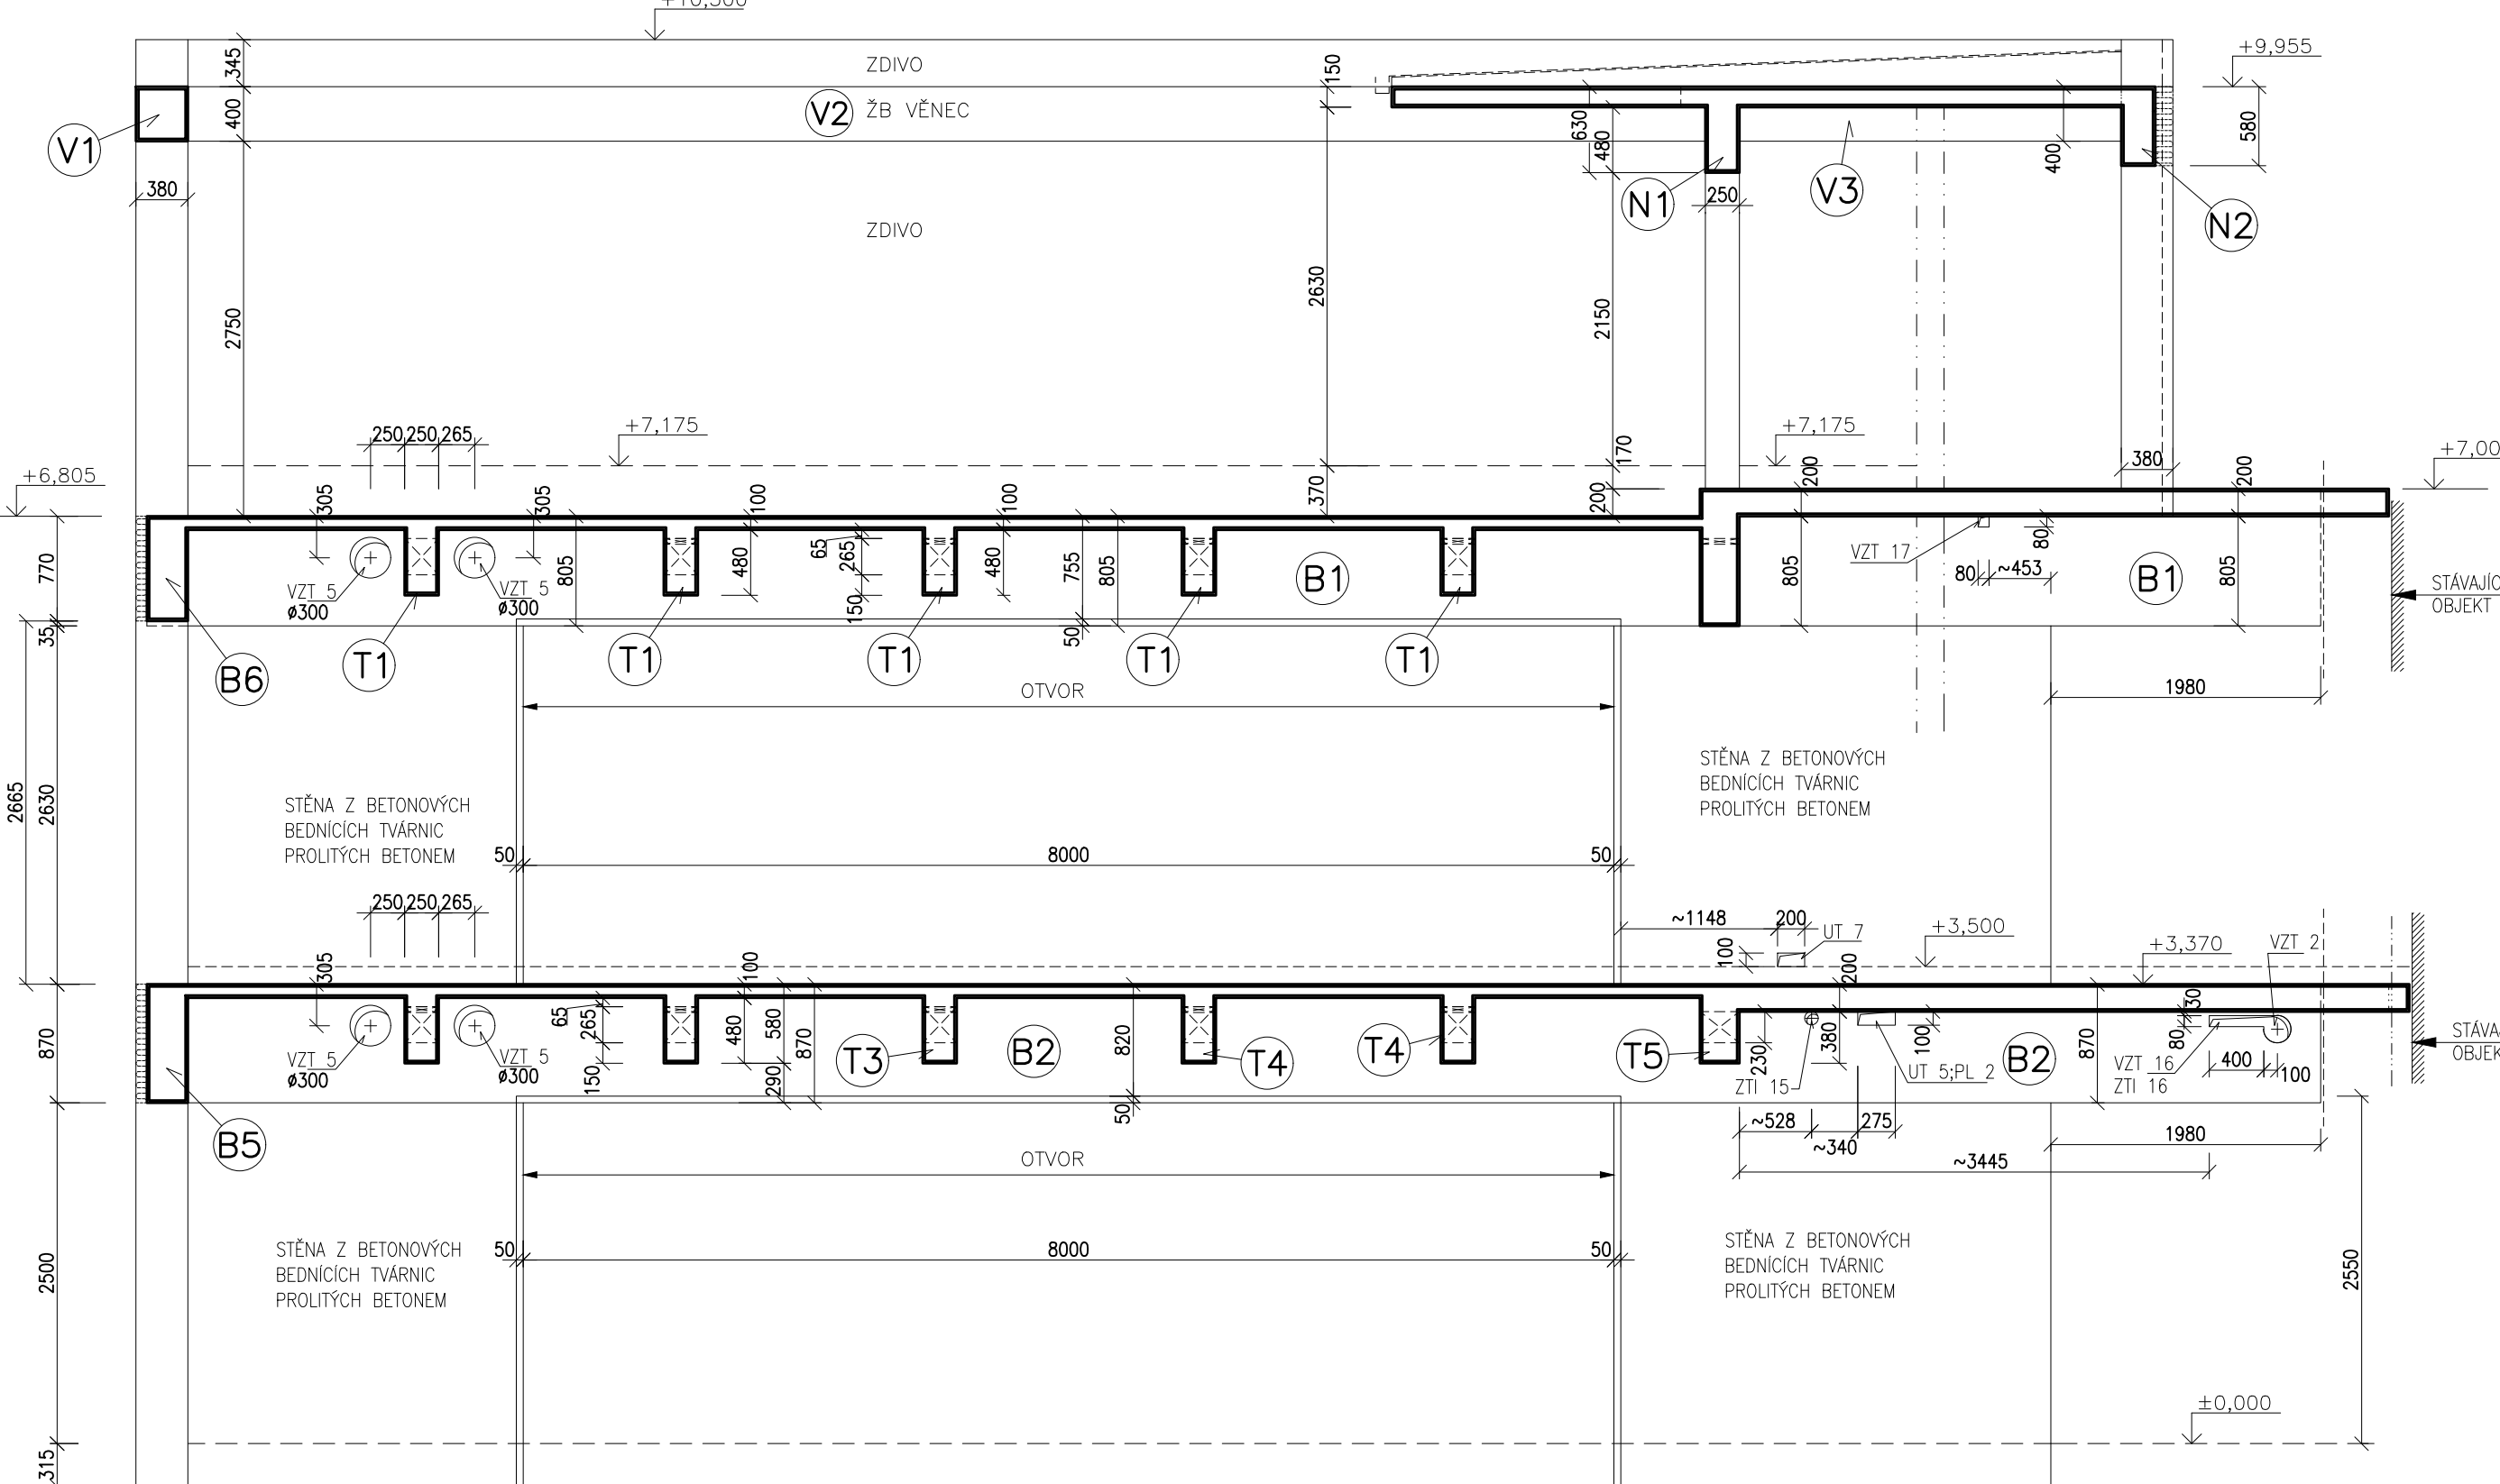 345
ZDIVO
150
+9,955
400
V2
ŽB VĚNEC
V1
630
480
400
580
380
N1
250
V3
N2
ZDIVO
2750
2630
2150
+7,175
+7,175
170
250 250 265
+6,805
305
305
100
100
370
200
200
380
200
770
VZT 5
ø300
VZT 5
ø300
805
480
65
265
150
480
755
805
50
B1
805
VZT 17
80
80
~453
B1
805
STÁVAJÍC
OBJEKT
35
B6
T1
T1
T1
T1
T1
OTVOR
1980
2665
2630
STĚNA Z BETONOVÝCH
BEDNÍCÍCH TVÁRNIC
PROLITÝCH BETONEM
STĚNA Z BETONOVÝCH
BEDNÍCÍCH TVÁRNIC
PROLITÝCH BETONEM
50
8000
50
250 250 265
~1148
200
UT 7
100
+3,500
+3,370
VZT 2
305
100
200
870
VZT 5
ø300
VZT 5
ø300
65
265
150
480
580
290
870
T3
B2
820
50
T4
T4
T5
230
380
ZTI 15
100
UT 5;PL 2
B2
870
30
80
VZT 16
ZTI 16
400
100
B5
~528
~340
275
1980
~3445
OTVOR
2500
STĚNA Z BETONOVÝCH
BEDNÍCÍCH TVÁRNIC
PROLITÝCH BETONEM
50
8000
50
STĚNA Z BETONOVÝCH
BEDNÍCÍCH TVÁRNIC
PROLITÝCH BETONEM
2550
±0,000
315